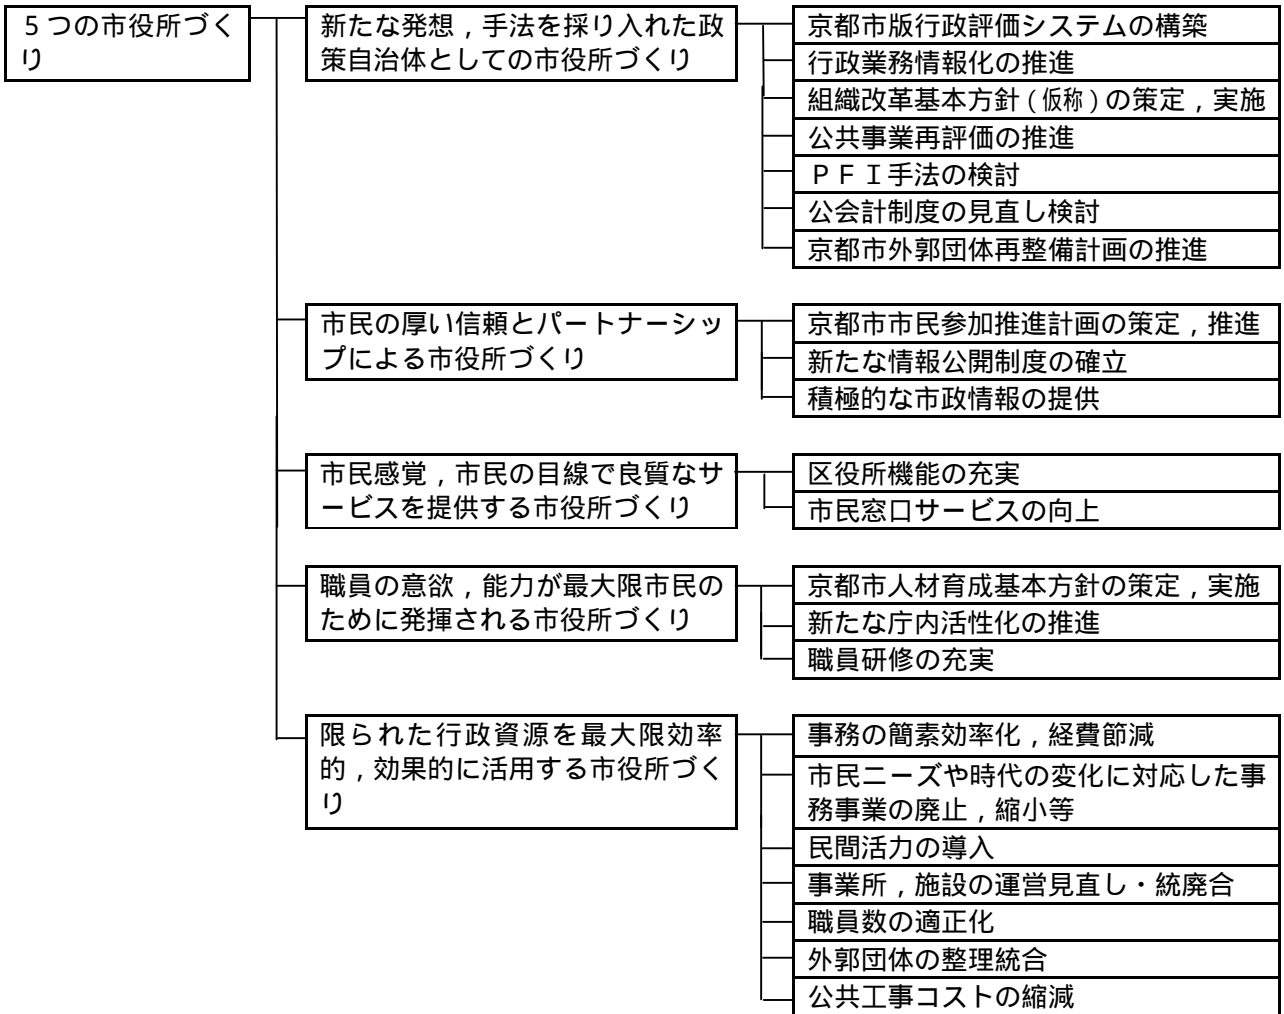 ５つの市役所づく
り
新たな発想，手法を採り入れた政
策自治体としての市役所づくり
京都市版行政評価システムの構築
行政業務情報化の推進
組織改革基本方針（仮称）の策定，実施
公共事業再評価の推進
ＰＦＩ手法の検討
公会計制度の見直し検討
京都市外郭団体再整備計画の推進
市民の厚い信頼とパートナーシッ
プによる市役所づくり
京都市市民参加推進計画の策定，推進
新たな情報公開制度の確立
積極的な市政情報の提供
市民感覚，市民の目線で良質なサ
ービスを提供する市役所づくり
区役所機能の充実
市民窓口サービスの向上
職員の意欲，能力が最大限市民の
ために発揮される市役所づくり
京都市人材育成基本方針の策定，実施
新たな庁内活性化の推進
職員研修の充実
限られた行政資源を最大限効率
的，効果的に活用する市役所づく
り
事務の簡素効率化，経費節減
市民ニーズや時代の変化に対応した事
務事業の廃止，縮小等
民間活力の導入
事業所，施設の運営見直し・統廃合
職員数の適正化
外郭団体の整理統合
公共工事コストの縮減